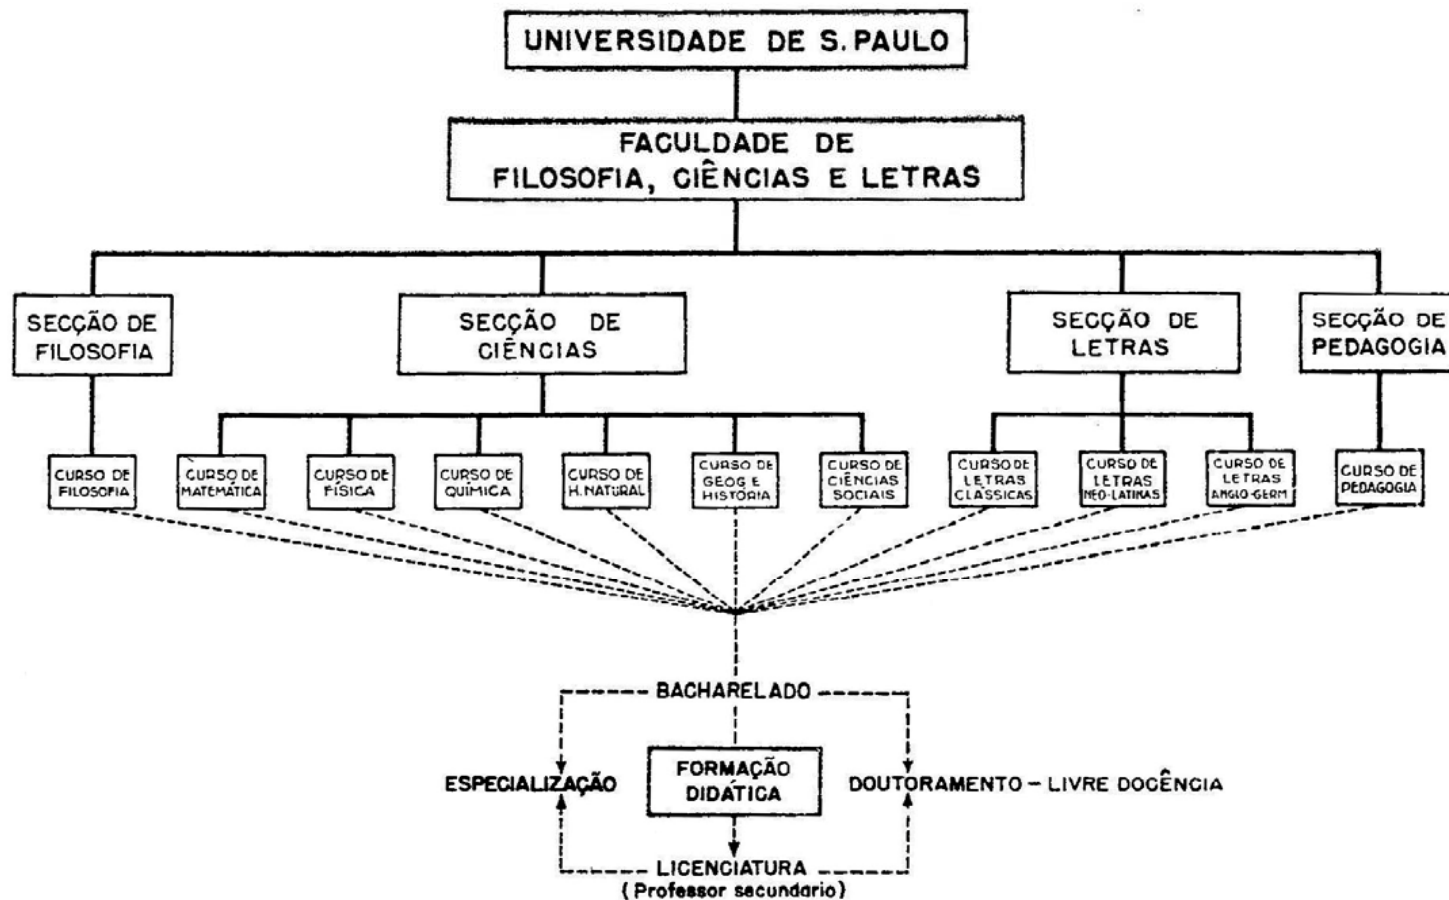 UNIVERSIDADE DE S. PAULO
FACULDADE DE
FILOSOFIA, CIÊNCIAS E LETRAS
SECÇÃO DE
FILOSOFIA
SECÇÃO DE
CIÊNCIAS
SECÇÃO DE
LETRAS
SECÇÃO DE
PEDAGOGIA
CURSO DE
FILOSOFIA
CURSO DE
MATEMÁTICA
CURSO DE
FÍSICA
CURSO DE
QUÍMICA
CURSO DE
H. NATURAL
CURSO DE
GEOG E
HISTÓRIA
CURSO DE
CIÊNCIAS
SOCIAIS
CURSO DE
LETRAS
CLÁSSICAS
CURSO DE
LETRAS
NEO-LATINAS
CURSO DE
LETRAS
ANGLO-GERM
CURSO DE
PEDAGOGIA
BACHARELADO
ESPECIALIZAÇÃO
FORMAÇÃO
DIDÁTICA
DOUTORAMENTO – LIVRE DOCÊNCIA
LICENCIATURA
(Professor secundario)